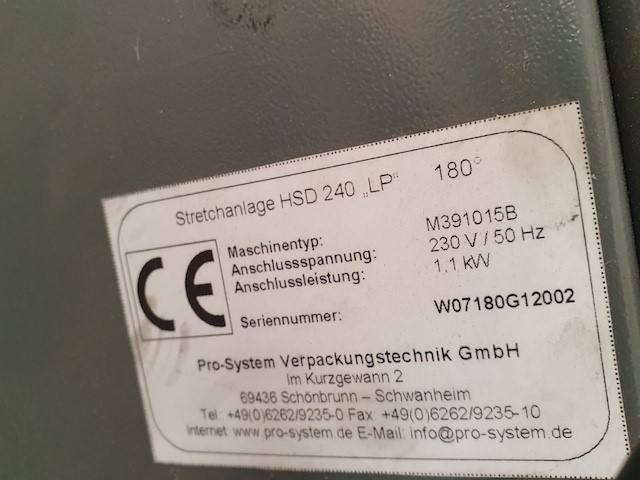 Stretchanlage HSD 240 „LP“ 180°
CE
Maschinentyp: M391015B
Anschlussspannung: 230 V / 50 Hz
Anschlussleistung: 1,1 kW
Seriennummer: W07180G12002
Pro-System Verpackungstechnik GmbH
Im Kurzgewann 2
69436 Schönbrunn – Schwanheim
Tel.: +49(0)6262/9235-0 Fax: +49(0)6262/9235-10
Internet: www.pro-system.de E-Mail: info@pro-system.de